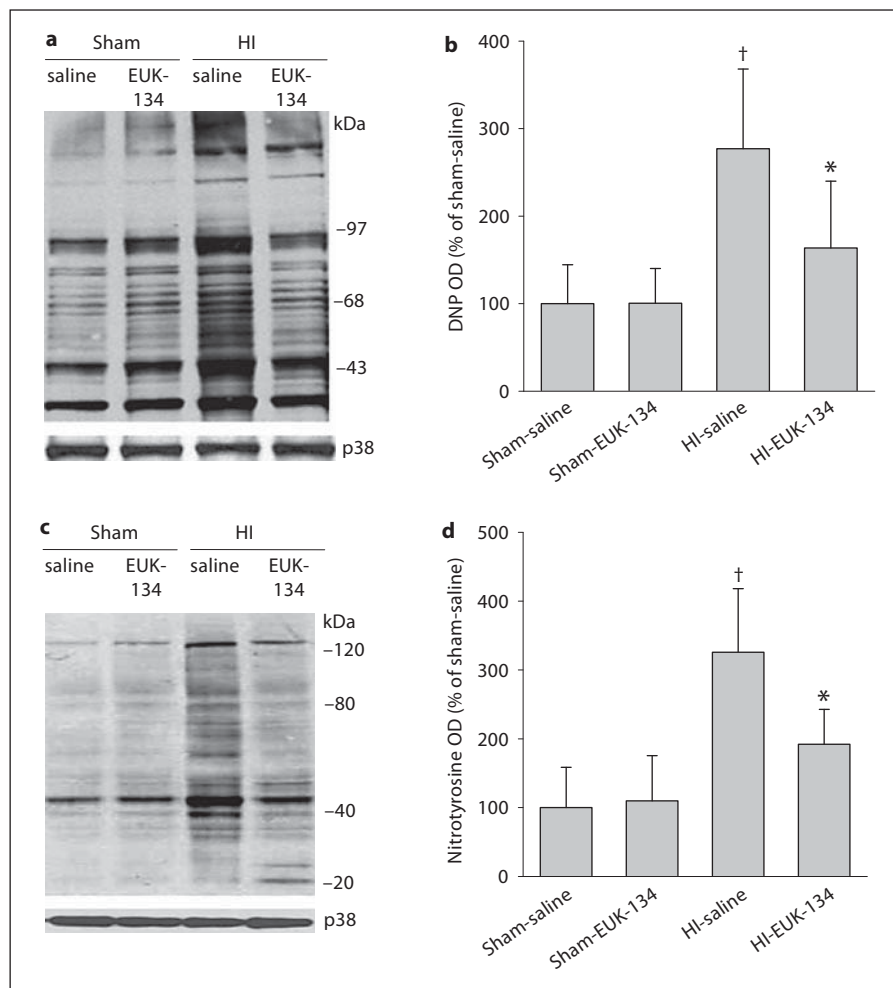 a
Sham HI
saline EUK-134 saline EUK-134
kDa
–97
–68
–43
p38
b
DNP OD (% of sham-saline)
400
300
200
150
100
0
†
*
Sham-saline
Sham-EUK-134
HI-saline
HI-EUK-134
c
Sham HI
saline EUK-134 saline EUK-134
kDa
–120
–80
–40
–20
p38
d
Nitrotyrosine OD (% of sham-saline)
500
400
300
200
100
0
†
*
Sham-saline
Sham-EUK-134
HI-saline
HI-EUK-134